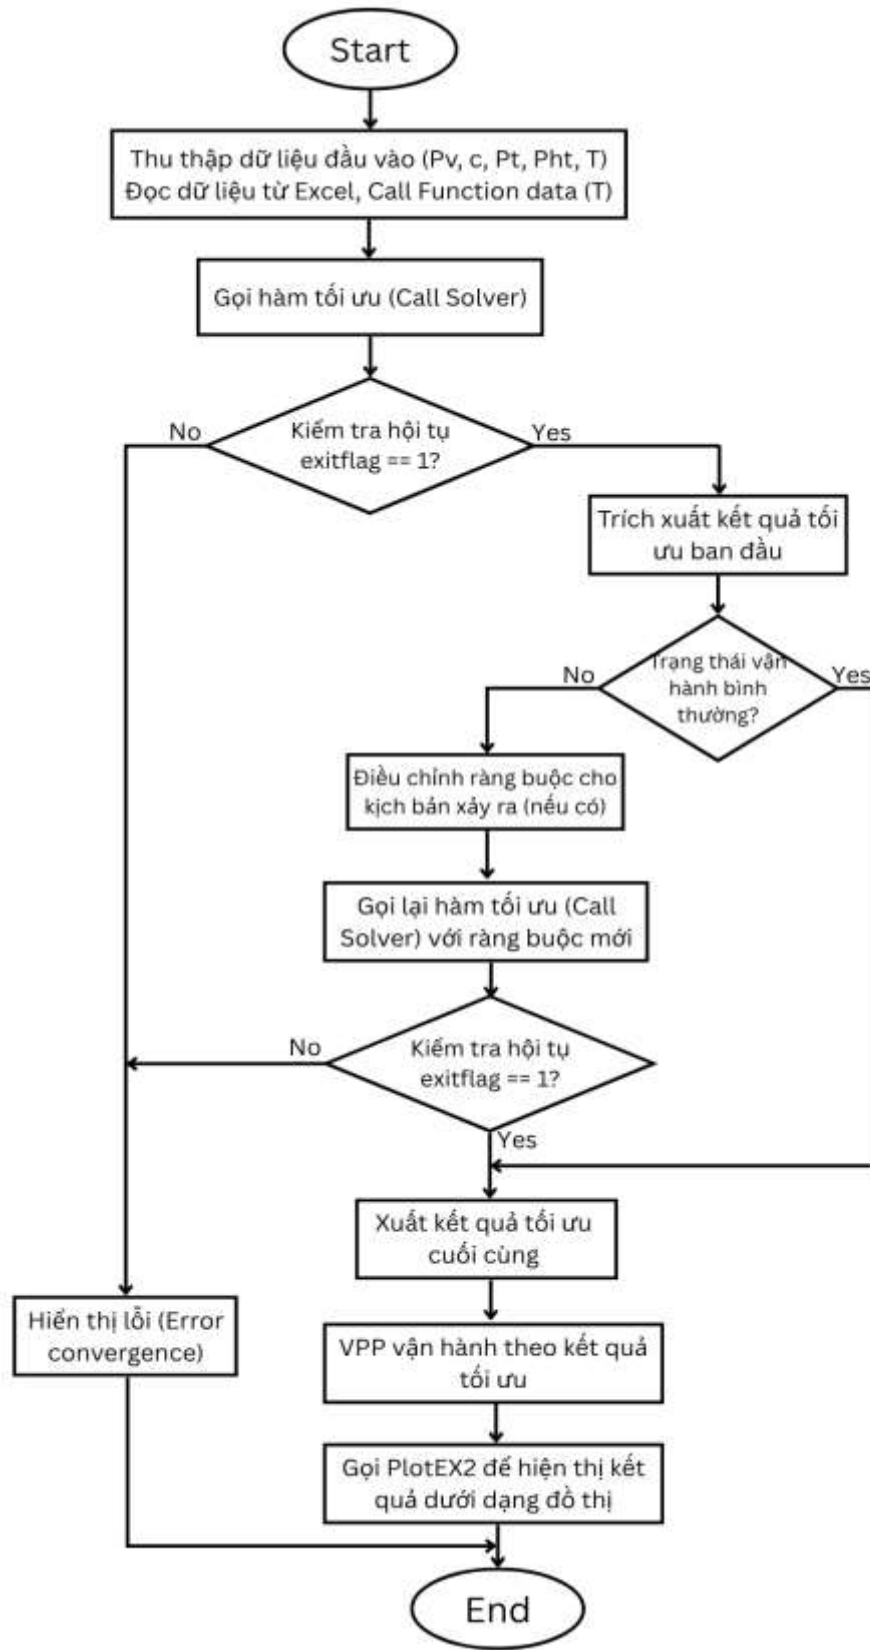 Start
Thu thập dữ liệu đầu vào (Pv, c, Pt, Pht, T)
Đọc dữ liệu từ Excel, Call Function data (T)
Gọi hàm tối ưu (Call Solver)
No
Kiểm tra hội tụ
exitflag == 1?
Yes
Trích xuất kết quả tối
ưu ban đầu
No
Trạng thái vận
hành bình
thường?
Yes
Điều chỉnh ràng buộc cho
kịch bản xảy ra (nếu có)
Gọi lại hàm tối ưu (Call
Solver) với ràng buộc mới
No
Kiểm tra hội tụ
exitflag == 1?
Yes
Xuất kết quả tối ưu
cuối cùng
Hiển thị lỗi (Error
convergence)
VPP vận hành theo kết quả
tối ưu
Gọi PlotEX2 để hiện thị kết
quả dưới dạng đồ thị
End